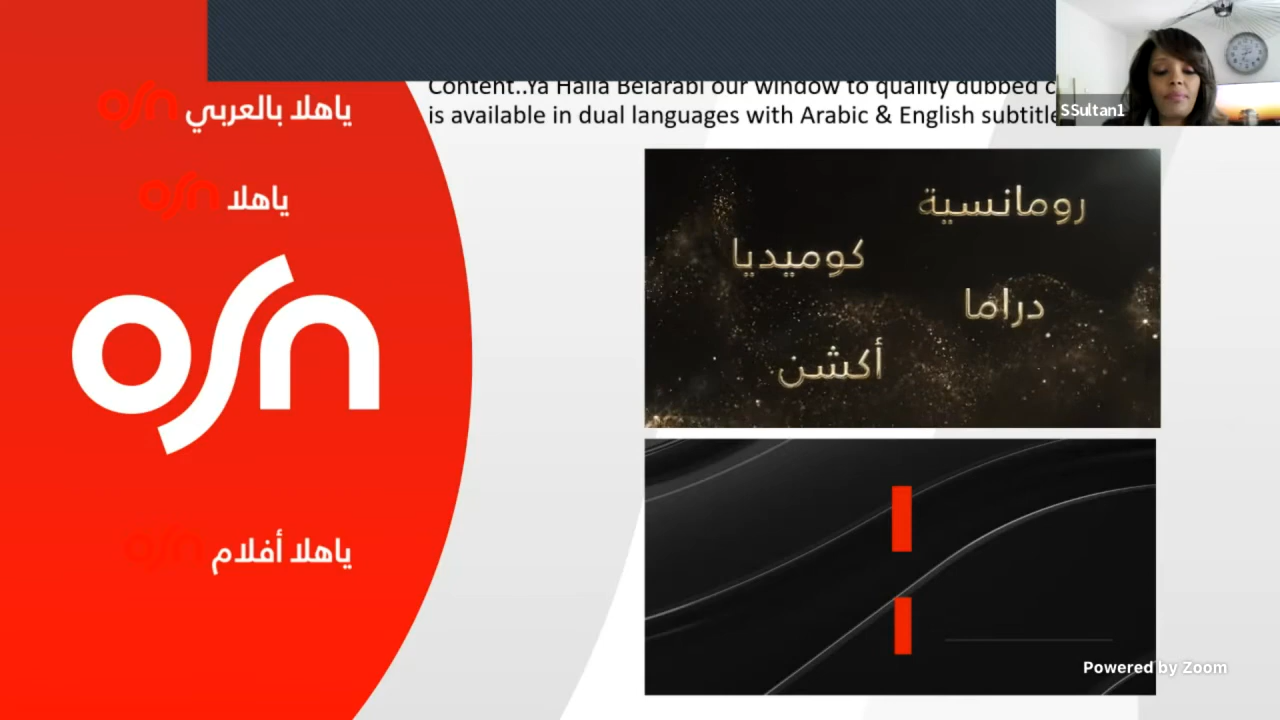 Content..Ya Halla Belarabi our window to quality dubbed
is available in dual languages with Arabic & English subtitle
SSultan1
osn ياهلا بالعربي
osn ياهلا
osn
osn ياهلا أفلام
رومانسية
كوميديا
دراما
أكشن
Powered by Zoom